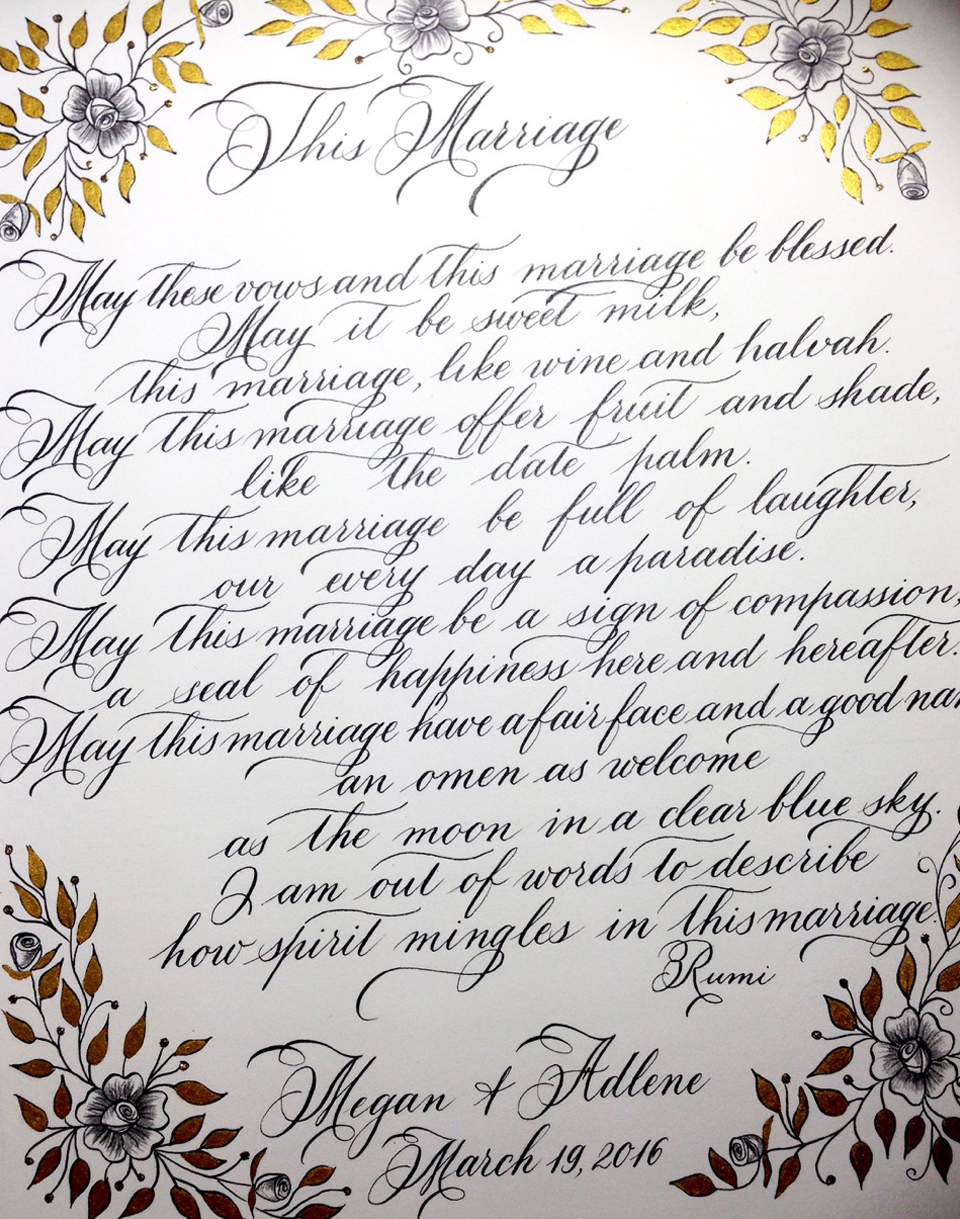 This Marriage
May these vows and this marriage be blessed.
May it be sweet milk,
this marriage, like wine and halvah.
May this marriage offer fruit and shade,
like the date palm.
May this marriage be full of laughter,
our every day a paradise.
May this marriage be a sign of compassion,
a seal of happiness here and hereafter.
May this marriage have a fair face and a good
an omen as welcome
as the moon in a clear blue sky.
I am out of words to describe
how spirit mingles in this marriage.
Rumi
Megan & Adlene
March 19, 2016